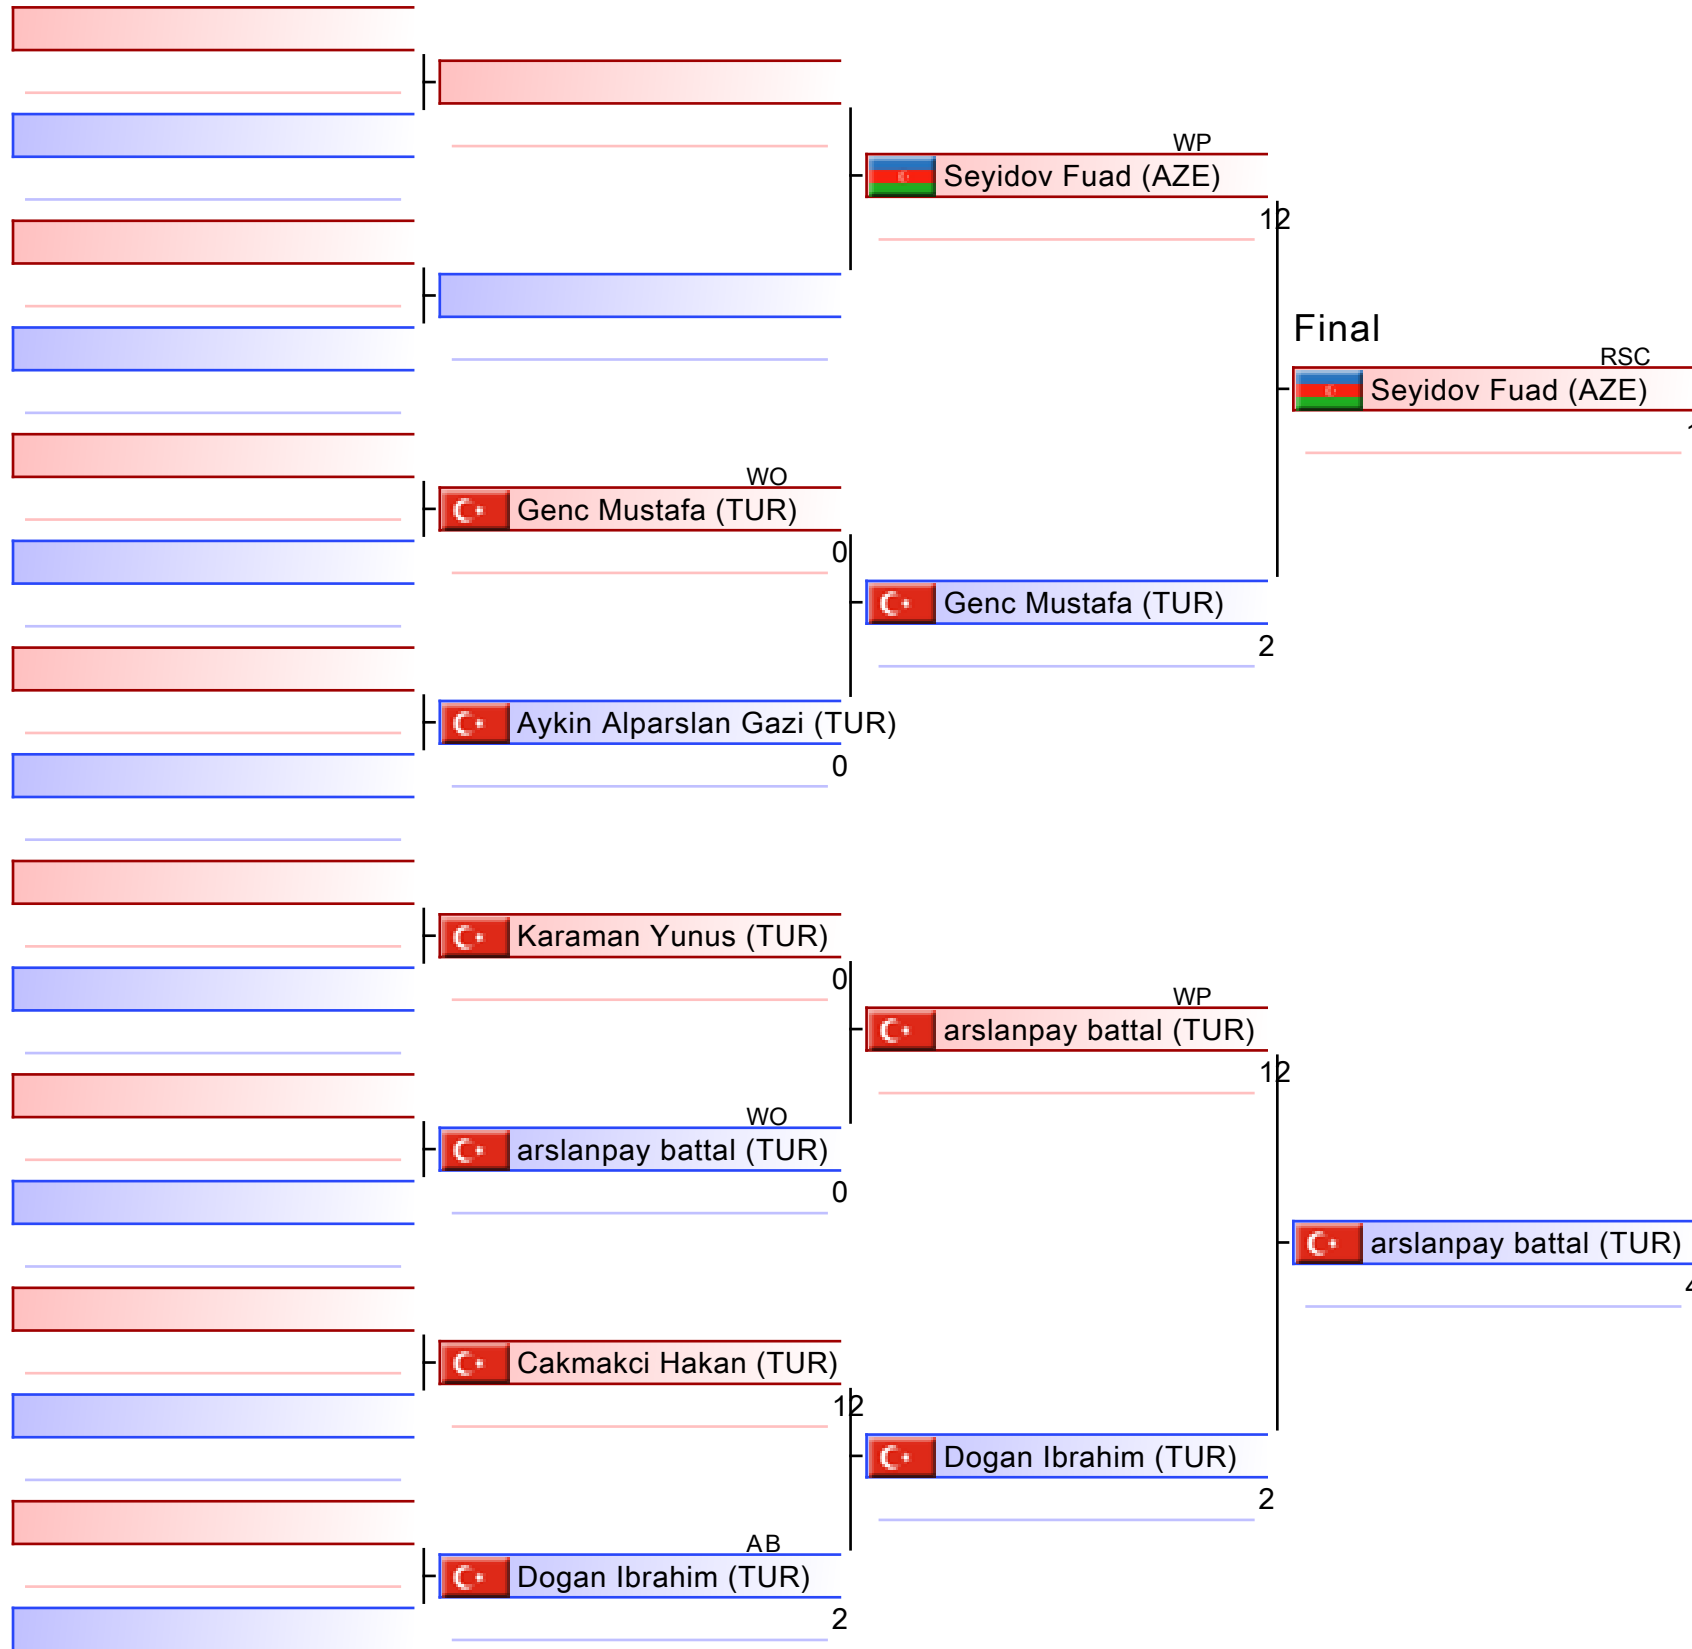 WP
Seyidov Fuad (AZE)
12
Final
RSC
Seyidov Fuad (AZE)
WO
Genc Mustafa (TUR)
0
Genc Mustafa (TUR)
2
Aykin Alparslan Gazi (TUR)
0
Karaman Yunus (TUR)
0
WP
arslanpay battal (TUR)
12
WO
arslanpay battal (TUR)
0
arslanpay battal (TUR)
4
Cakmakci Hakan (TUR)
12
Dogan Ibrahim (TUR)
2
AB
Dogan Ibrahim (TUR)
2